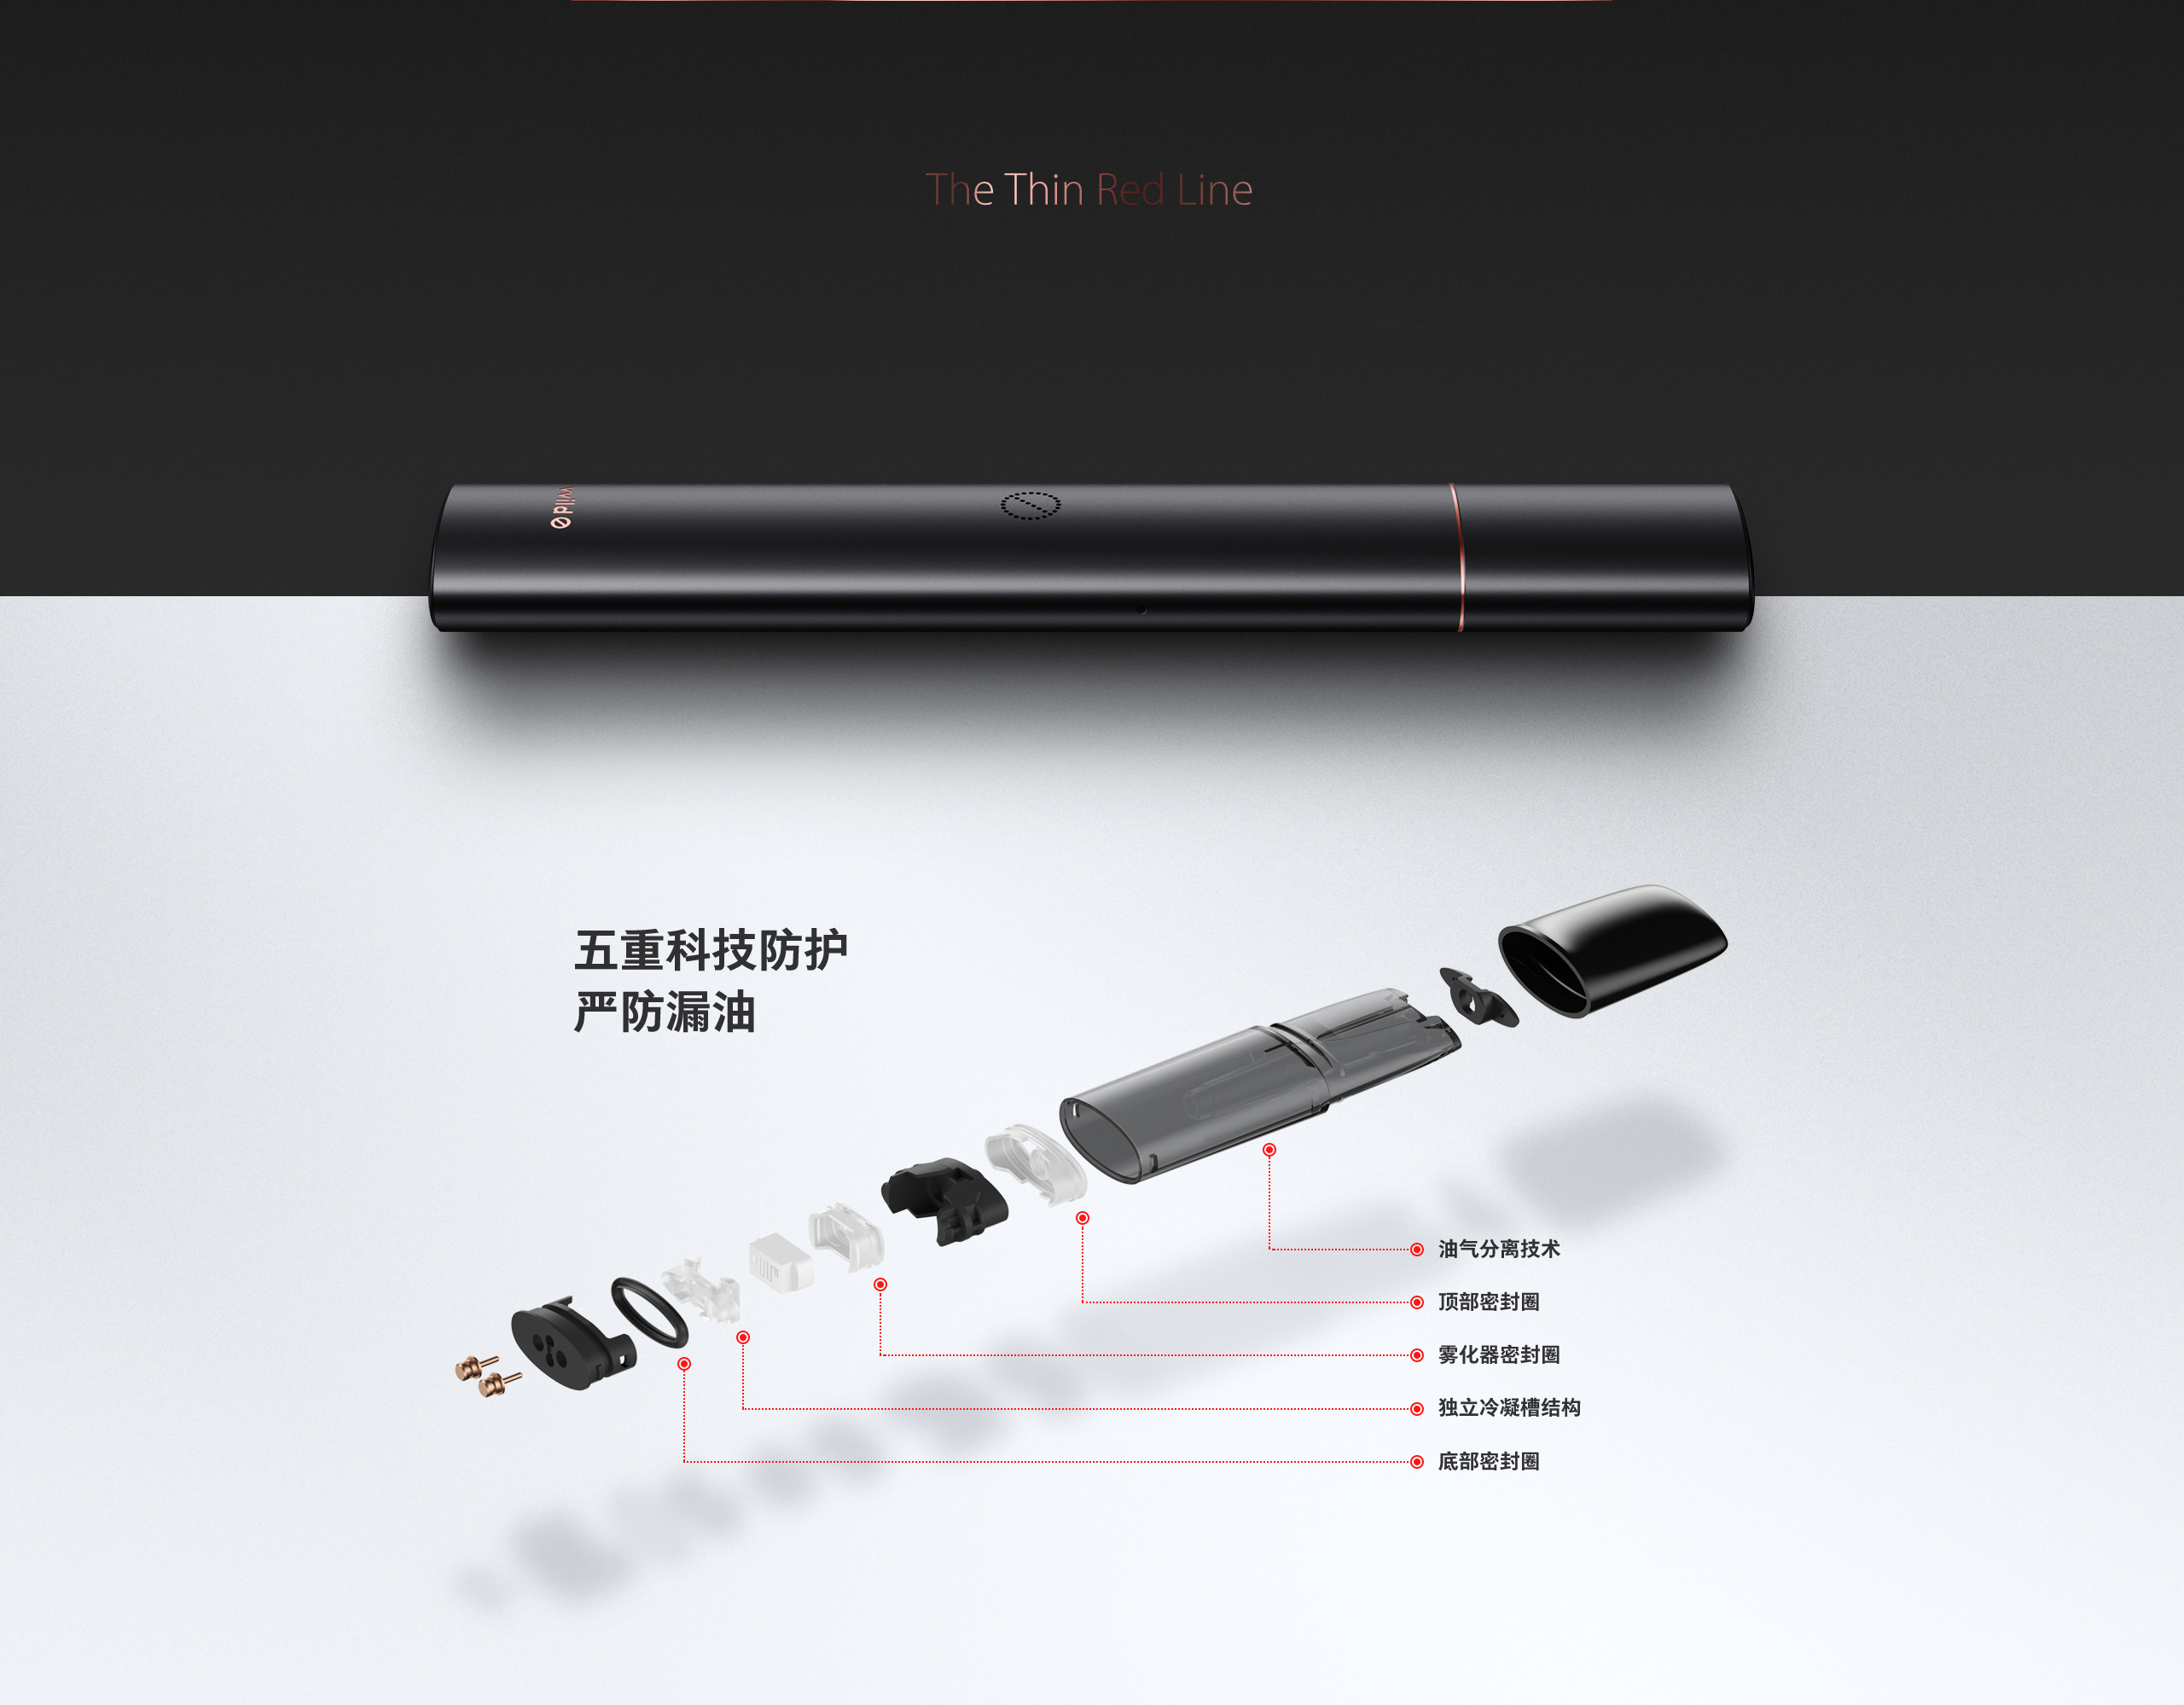 The Thin Red Line
五重科技防护
严防漏油
油气分离技术
顶部密封圈
雾化器密封圈
独立冷凝槽结构
底部密封圈